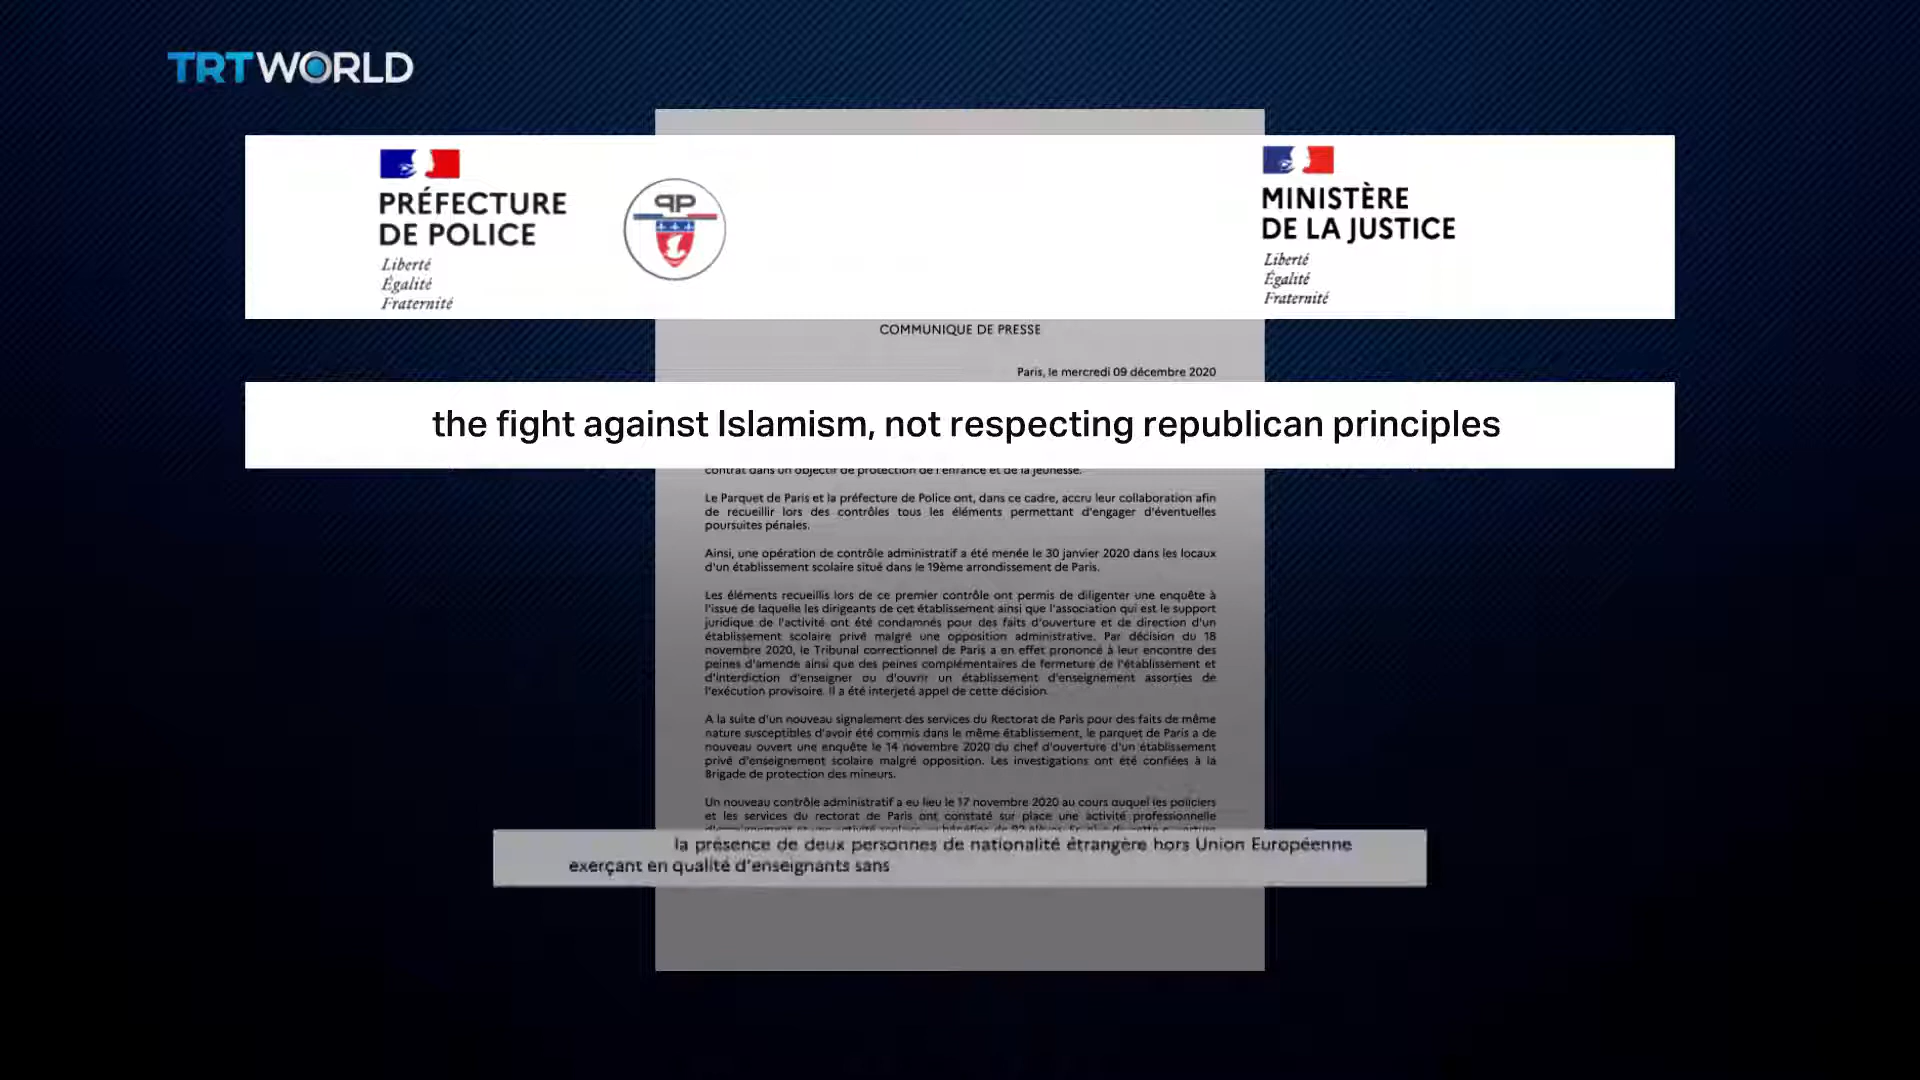 TRT WORLD
PRÉFECTURE
DE POLICE
Liberté
Égalité
Fraternité
PP
MINISTÈRE
DE LA JUSTICE
Liberté
Égalité
Fraternité
COMMUNIQUE DE PRESSE
Paris, le mercredi 09 décembre 2020
the fight against Islamism, not respecting republican principles
contrat dans un objectif de protection de l'enfance et de la jeunesse.
Le Parquet de Paris et la préfecture de Police ont, dans ce cadre, accru leur collaboration afin
de recueillir lors des contrôles tous les éléments permettant d'engager d'éventuelles
poursuites pénales.
Ainsi, une opération de contrôle administratif a été menée le 30 janvier 2020 dans les locaux
d'un établissement scolaire situé dans le 19ème arrondissement de Paris.
Les éléments recueillis lors de ce premier contrôle ont permis de diligenter une enquête à
l'issue de laquelle les dirigeants de cet établissement ainsi que l'association qui est le support
juridique de l'activité ont été condamnés pour des faits d'ouverture et de direction d'un
établissement scolaire privé malgré une opposition administrative. Par décision du 18
novembre 2020, le Tribunal correctionnel de Paris a en effet prononcé à leur encontre des
peines d'amende ainsi que des peines complémentaires de fermeture de l'établissement et
d'interdiction d'enseigner ou d'ouvrir un établissement d'enseignement assorties de
l'exécution provisoire. Il a été interjeté appel de cette décision.
A la suite d'un nouveau signalement des services du Rectorat de Paris pour des faits de même
nature susceptibles d'avoir été commis dans le même établissement, le parquet de Paris a de
nouveau ouvert une enquête le 14 novembre 2020 du chef d'ouverture d'un établissement
privé d'enseignement scolaire malgré opposition. Les investigations ont été confiées à la
Brigade de protection des mineurs.
Un nouveau contrôle administratif a eu lieu le 17 novembre 2020 au cours duquel les policiers
et les services du rectorat de Paris ont constaté sur place une activité professionnelle
la présence de deux personnes de nationalité étrangère hors Union Européenne
exerçant en qualité d'enseignants sans